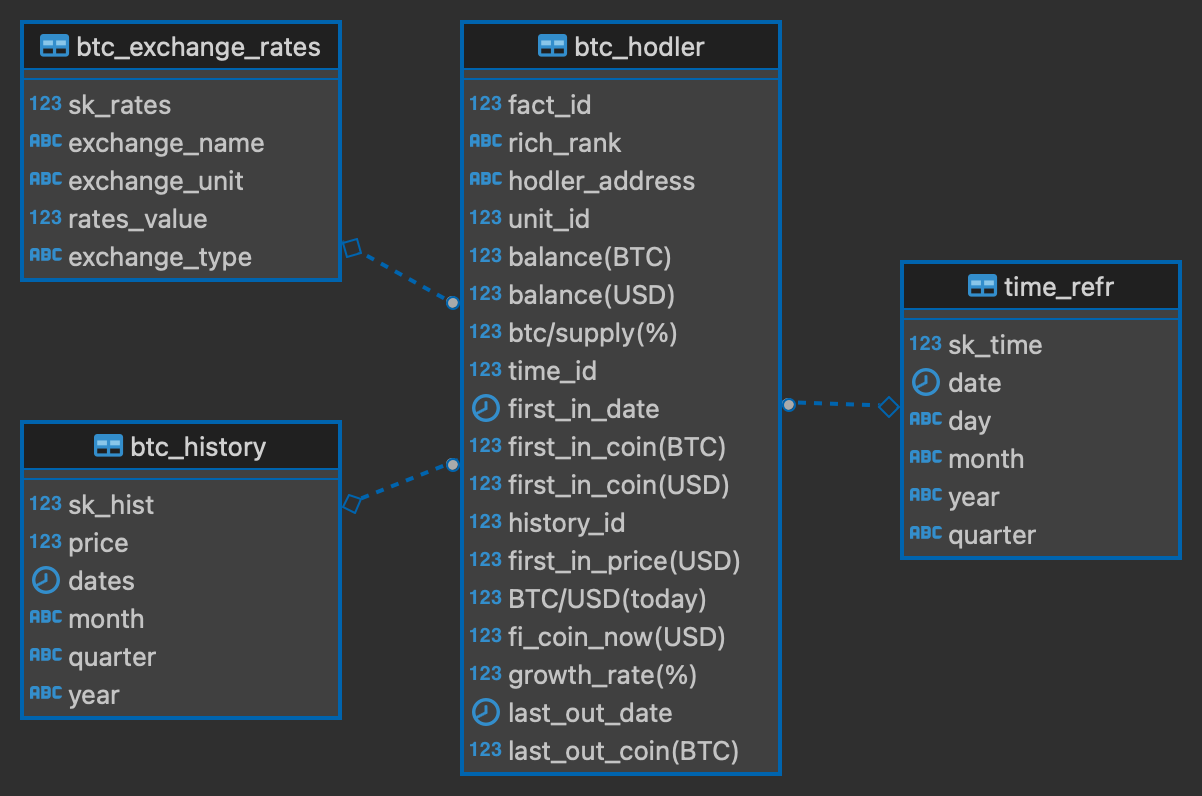 btc_exchange_rates
123 sk_rates
ABC exchange_name
ABC exchange_unit
123 rates_value
ABC exchange_type
btc_history
123 sk_hist
123 price
dates
ABC month
ABC quarter
ABC year
btc_hodler
123 fact_id
ABC rich_rank
ABC hodler_address
123 unit_id
123 balance(BTC)
123 balance(USD)
123 btc/supply(%)
123 time_id
first_in_date
123 first_in_coin(BTC)
123 first_in_coin(USD)
123 history_id
123 first_in_price(USD)
123 BTC/USD(today)
123 fi_coin_now(USD)
123 growth_rate(%)
last_out_date
123 last_out_coin(BTC)
time_refr
123 sk_time
date
ABC day
ABC month
ABC year
ABC quarter